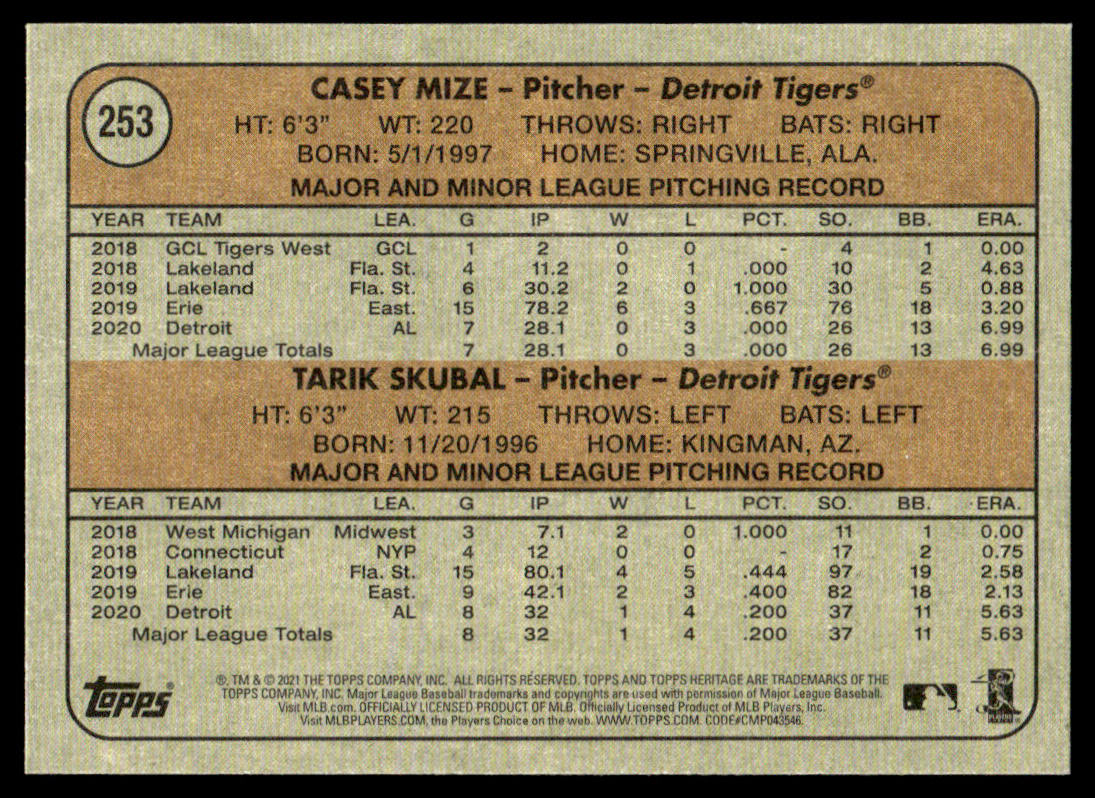 253
CASEY MIZE – Pitcher – Detroit Tigers®
HT: 6'3" WT: 220 THROWS: RIGHT BATS: RIGHT
BORN: 5/1/1997 HOME: SPRINGVILLE, ALA.
MAJOR AND MINOR LEAGUE PITCHING RECORD
YEAR TEAM LEA. G IP W L PCT. SO. BB. ERA.
2018 GCL Tigers West GCL 1 2 0 0 - 4 1 0.00
2018 Lakeland Fla. St. 4 11.2 0 1 .000 10 2 4.63
2019 Lakeland Fla. St. 6 30.2 2 0 1.000 30 5 0.88
2019 Erie East. 15 78.2 6 3 .667 76 18 3.20
2020 Detroit AL 7 28.1 0 3 .000 26 13 6.99
Major League Totals 7 28.1 0 3 .000 26 13 6.99
TARIK SKUBAL – Pitcher – Detroit Tigers®
HT: 6'3" WT: 215 THROWS: LEFT BATS: LEFT
BORN: 11/20/1996 HOME: KINGMAN, AZ.
MAJOR AND MINOR LEAGUE PITCHING RECORD
YEAR TEAM LEA. G IP W L PCT. SO. BB. ERA.
2018 West Michigan Midwest 3 7.1 2 0 1.000 11 1 0.00
2018 Connecticut NYP 4 12 0 0 - 17 2 0.75
2019 Lakeland Fla. St. 15 80.1 4 5 .444 97 19 2.58
2019 Erie East. 9 42.1 2 3 .400 82 18 2.13
2020 Detroit AL 8 32 1 4 .200 37 11 5.63
Major League Totals 8 32 1 4 .200 37 11 5.63
TOPPS®
®, TM & © 2021 THE TOPPS COMPANY, INC. ALL RIGHTS RESERVED. TOPPS AND TOPPS HERITAGE ARE TRADEMARKS OF THE
TOPPS COMPANY, INC. Major League Baseball trademarks and copyrights are used with permission of Major League Baseball.
Visit MLB.com. OFFICIALLY LICENSED PRODUCT OF MLB. Officially Licensed Product of MLB Players, Inc.
Visit MLBPLAYERS.COM, the Players Choice on the web. WWW.TOPPS.COM. CODE#CMP043546.